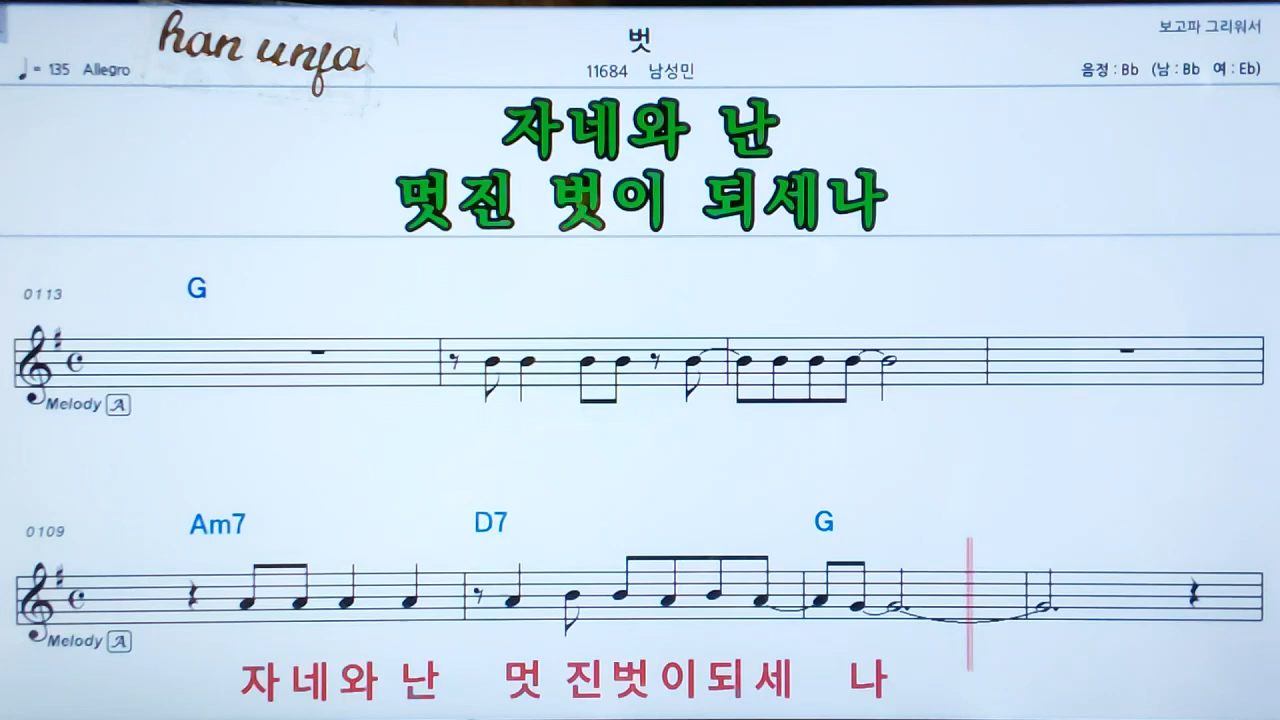 han unfa
벗
보고파 그리워서
♩= 135 Allegro
11684 남성민
음정 : Bb (남 : Bb 여 : Eb)
자네와 난
멋진 벗이 되세나
0113
G
Melody A
0109
Am7 D7 G
Melody A
자네와 난 멋 진벗이되세 나